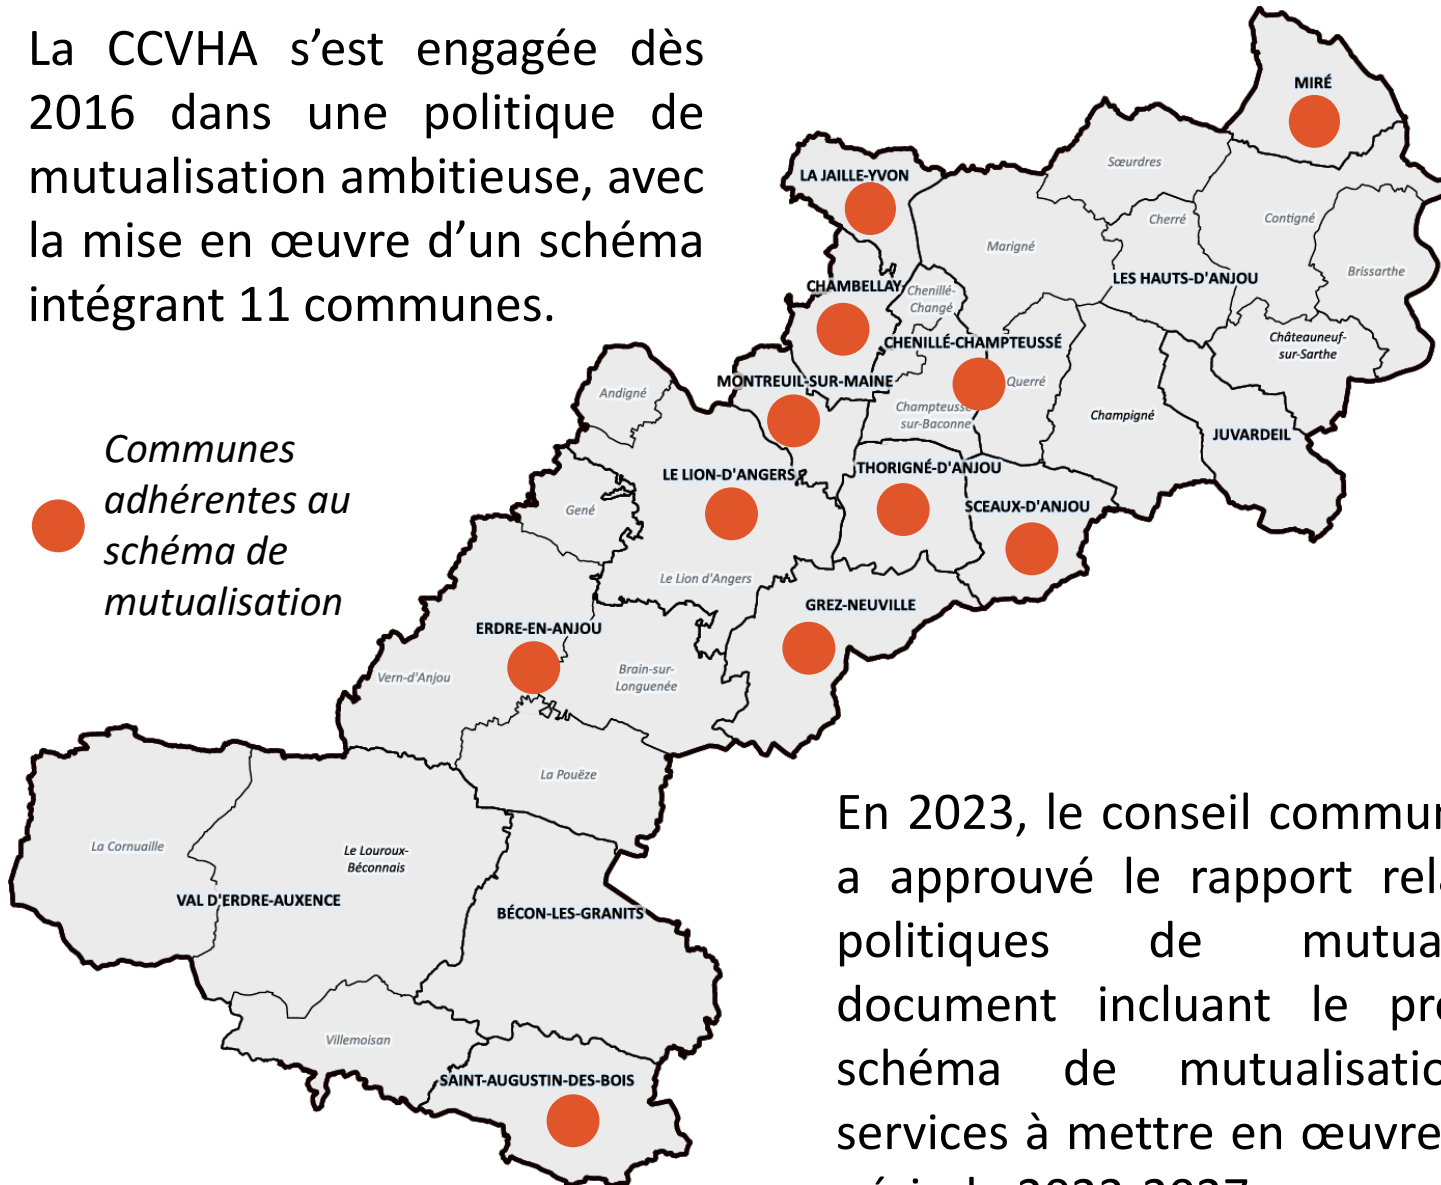 La CCVHA s’est engagée dès
2016 dans une politique de
mutualisation ambitieuse, avec
la mise en œuvre d’un schéma
intégrant 11 communes.
Communes
adhérentes au
schéma de
mutualisation
MIRÉ
Sœurdres
LA JAILLE-YVON
Cherré
Contigné
Marigné
Brissarthe
LES HAUTS-D'ANJOU
CHAMBELLAY
Chenillé-
Changé
Châteauneuf-
sur-Sarthe
CHENILLÉ-CHAMPTEUSSÉ
MONTREUIL-SUR-MAINE
Querré
Andigné
Champteussé
sur-Baconne
Champigné
JUVARDEIL
LE LION-D'ANGERS
THORIGNÉ-D'ANJOU
SCEAUX-D'ANJOU
Gené
Le Lion d'Angers
GREZ-NEUVILLE
ERDRE-EN-ANJOU
Vern-d'Anjou
Brain-sur-
Longuenée
La Pouëze
La Cornuaille
Le Louroux-
Béconnais
VAL D'ERDRE-AUXENCE
BÉCON-LES-GRANITS
Villemoisan
SAINT-AUGUSTIN-DES-BOIS
En 2023, le conseil commun
a approuvé le rapport rel
politiques de mutua
document incluant le pr
schéma de mutualisatio
services à mettre en œuvre
période 2023-2027